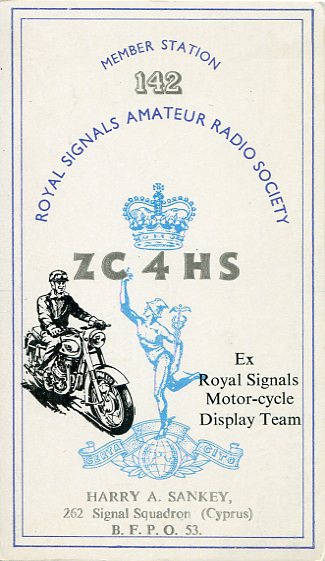 MEMBER STATION
142
ROYAL SIGNALS AMATEUR RADIO SOCIETY
ZC4HS
Ex
Royal Signals
Motor-cycle
Display Team
CERTA CITO
HARRY A. SANKEY,
262 Signal Squadron (Cyprus)
B. F. P. O. 53.